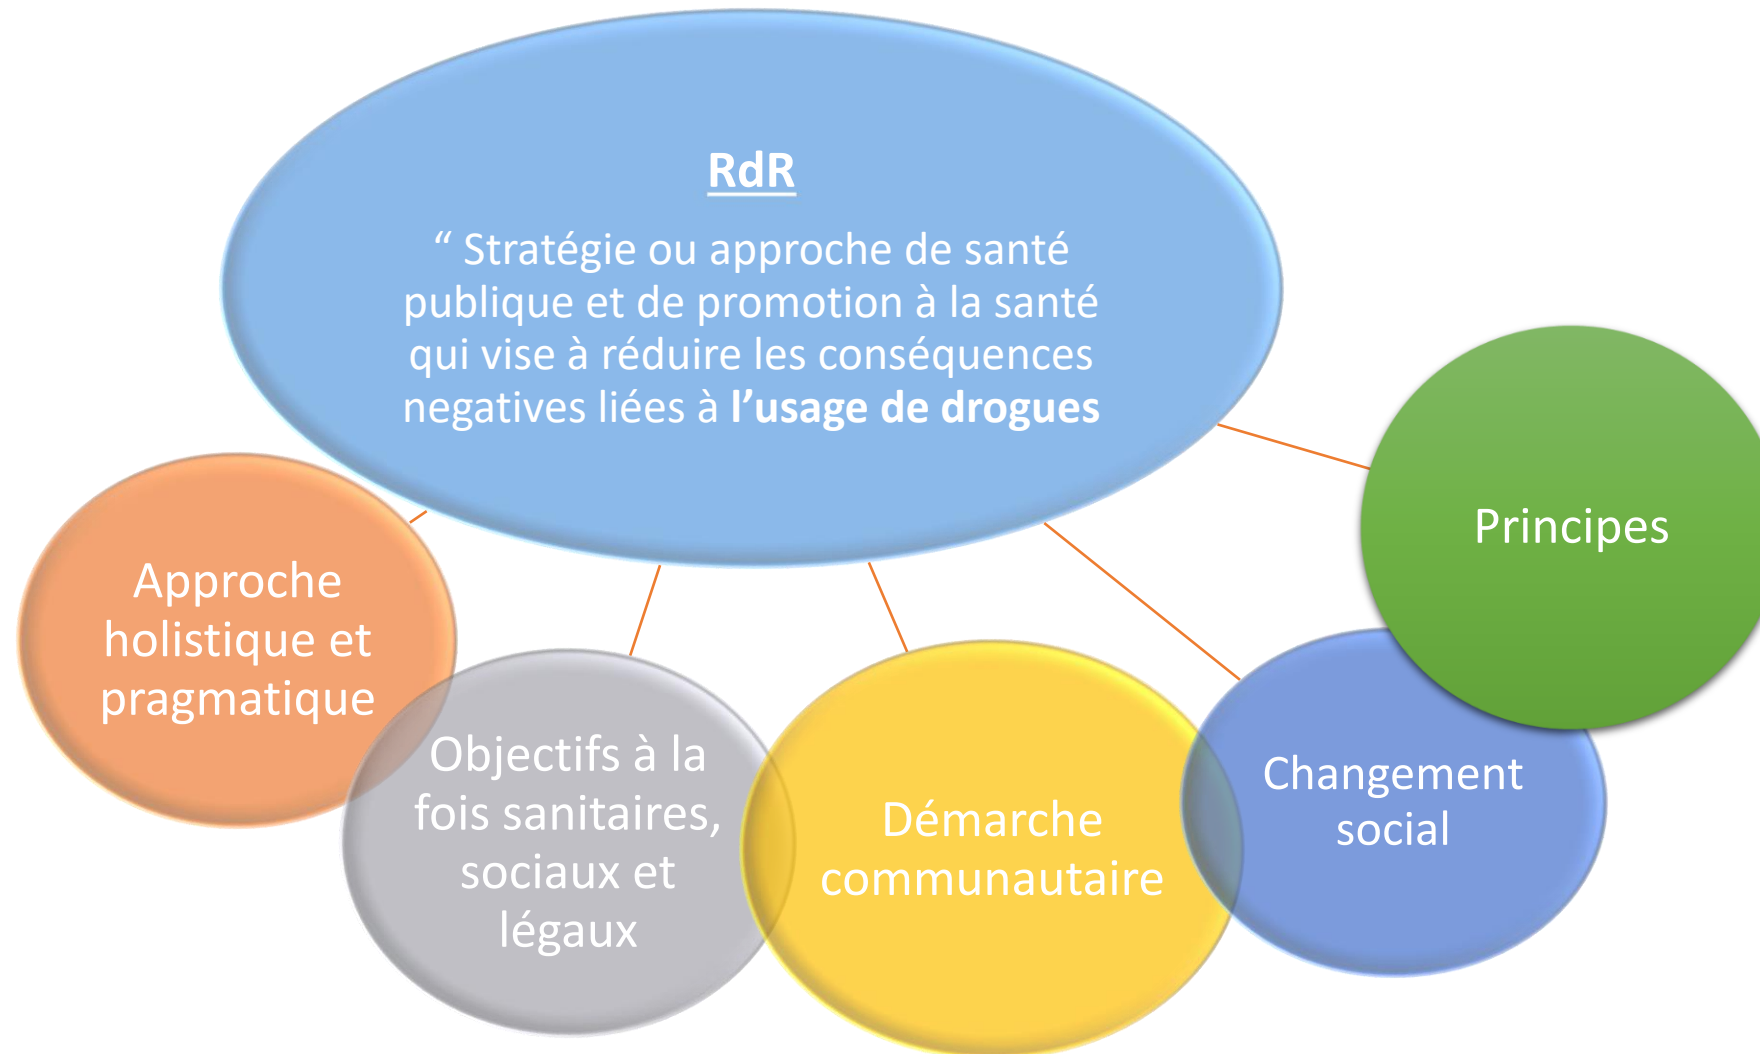 RdR
“ Stratégie ou approche de santé
publique et de promotion à la santé
qui vise à réduire les conséquences
negatives liées à l’usage de drogues
Approche
holistique et
pragmatique
Objectifs à la
fois sanitaires,
sociaux et
légaux
Démarche
communautaire
Changement
social
Principes